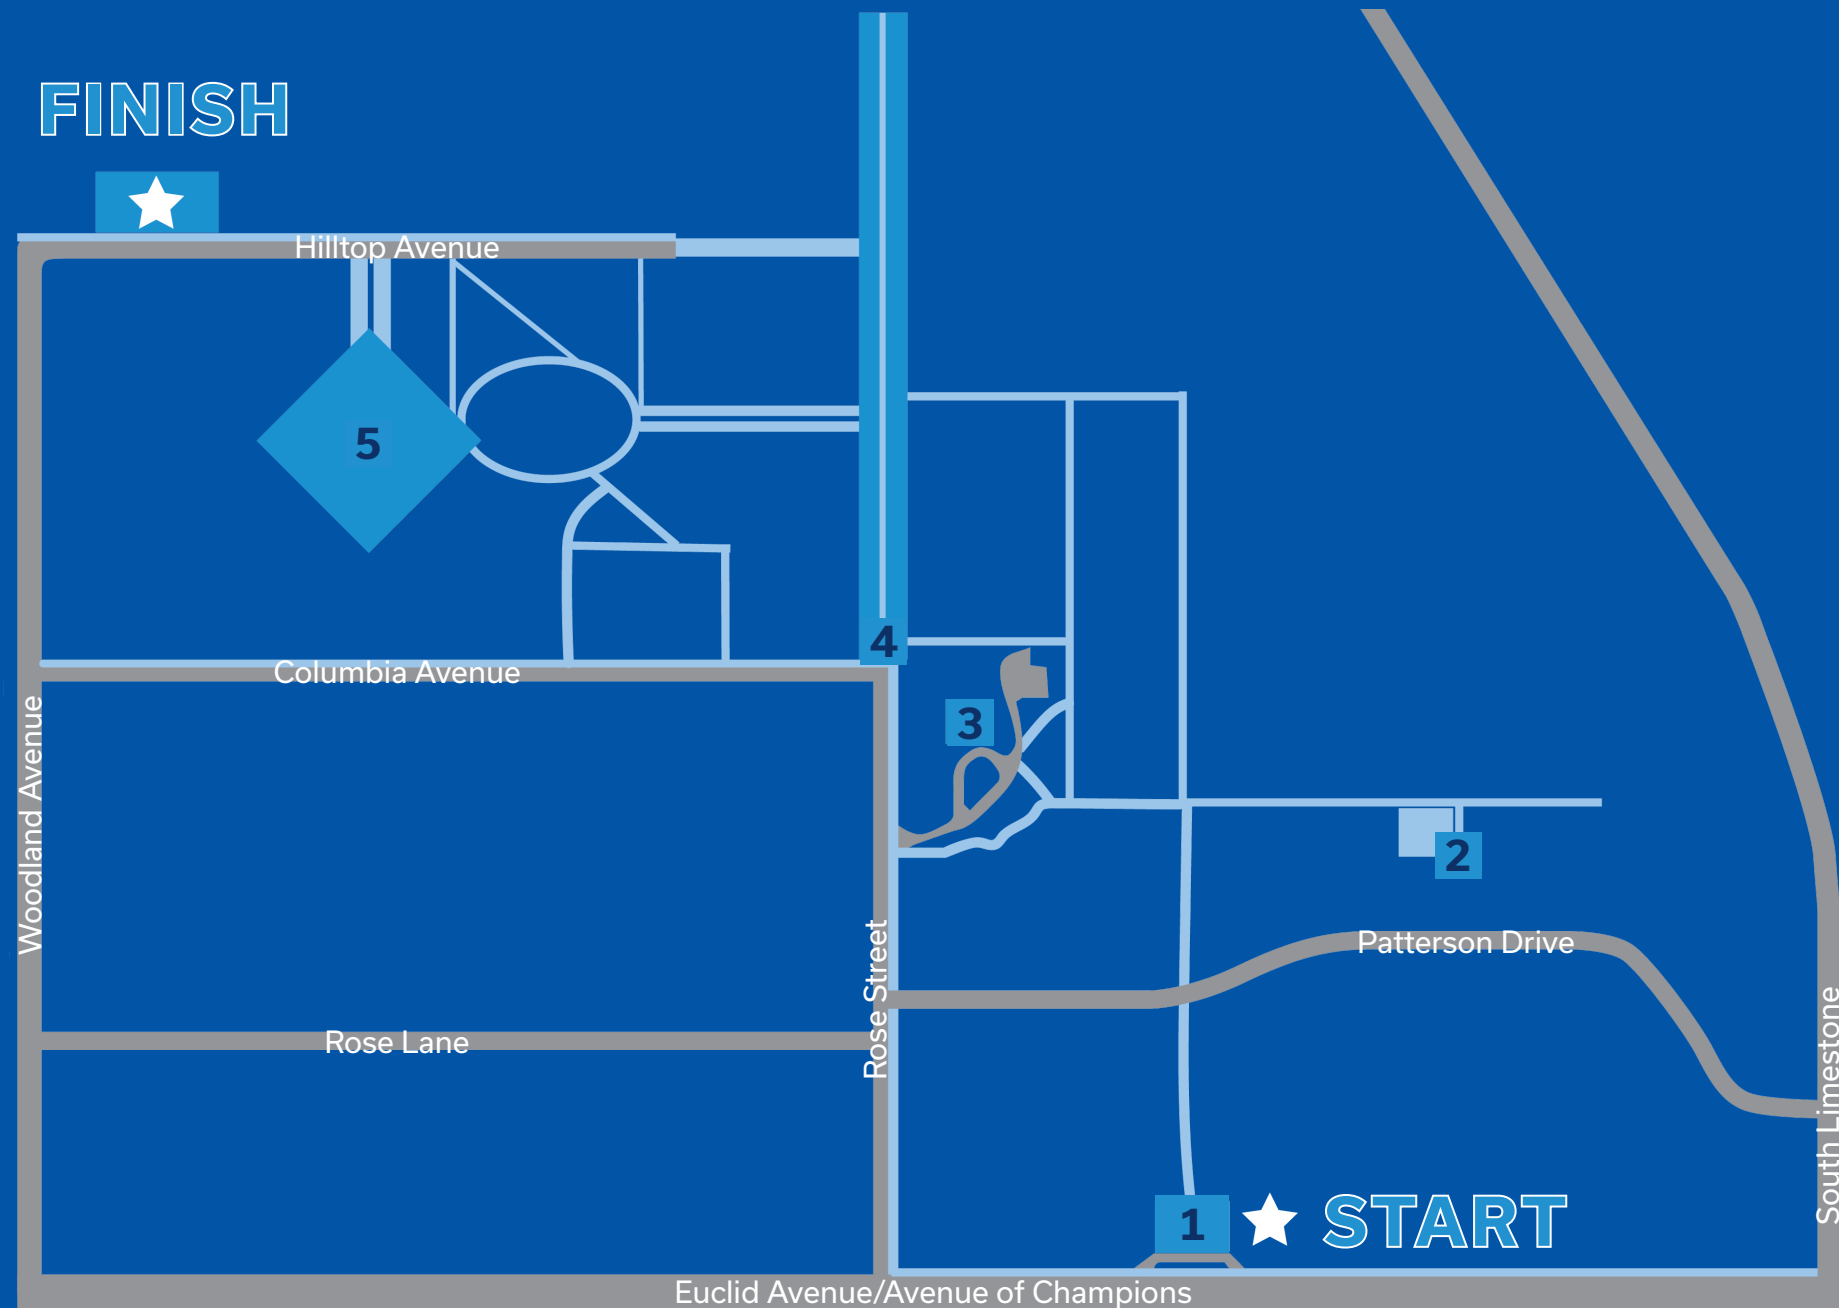 FINISH
Hilltop Avenue
5
4
Columbia Avenue
3
Woodland Avenue
2
Rose Street
Patterson Drive
South Limestone
Rose Lane
1
START
Euclid Avenue/Avenue of Champions